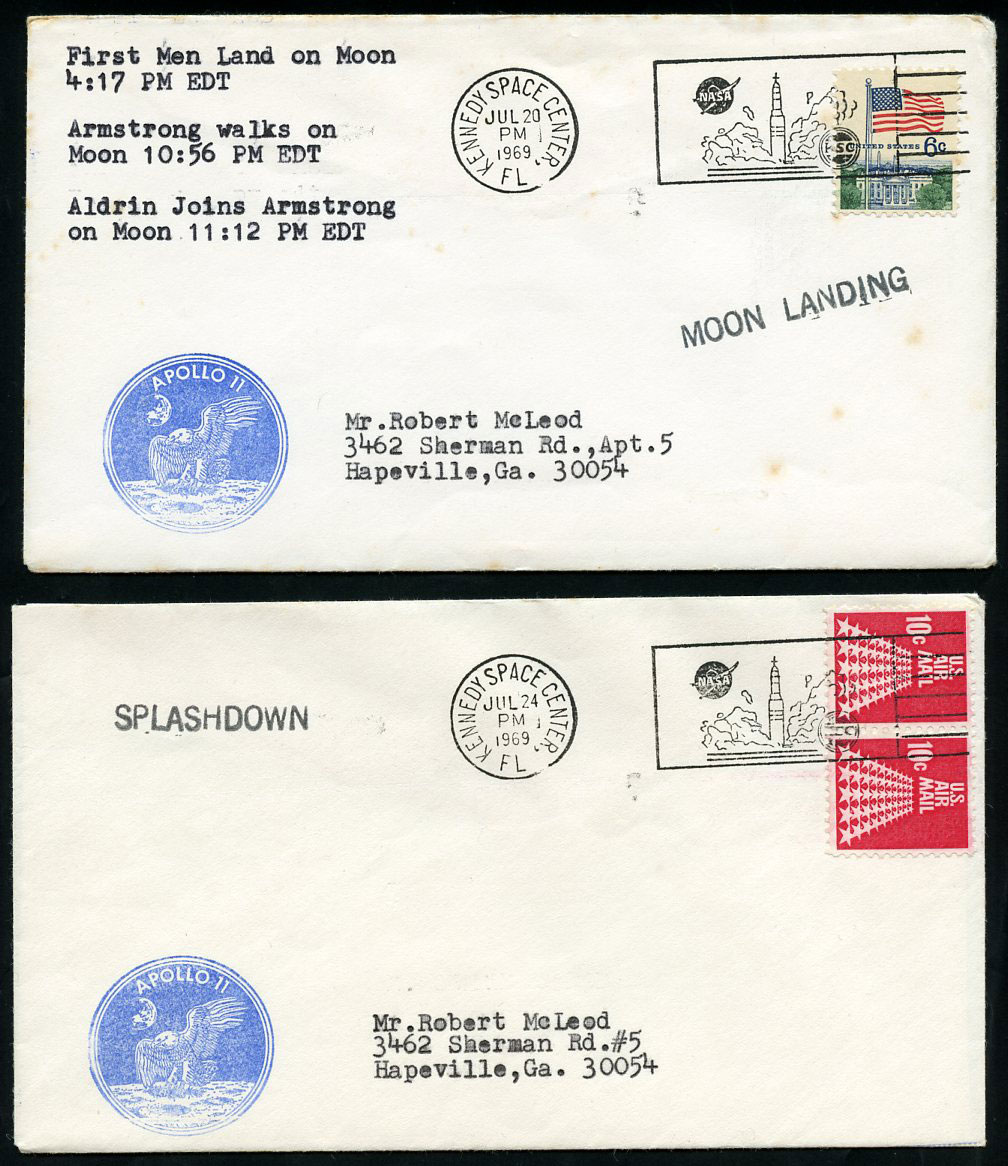 First Men Land on Moon
4:17 PM EDT
Armstrong walks on
Moon 10:56 PM EDT
Aldrin Joins Armstrong
on Moon 11:12 PM EDT
KENNEDY SPACE CENTER,
JUL 20
PM
1969
FL
NASA
KSC
UNITED STATES 6c
MOON LANDING
APOLLO 11
Mr.Robert McLeod
3462 Sherman Rd.,Apt.5
Hapeville,Ga. 30054
SPLASHDOWN
KENNEDY SPACE CENTER,
JUL 24
PM
1969
FL
NASA
10c U.S. AIR MAIL
10c U.S. AIR MAIL
APOLLO 11
Mr.Robert McLeod
3462 Sherman Rd.#5
Hapeville,Ga. 30054